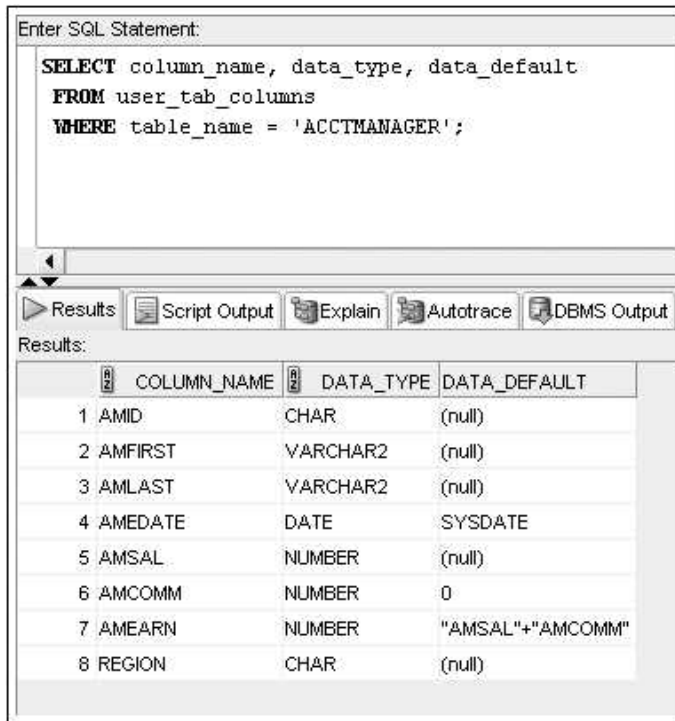 Enter SQL Statement:
SELECT column_name, data_type, data_default
FROM user_tab_columns
WHERE table_name = 'ACCTMANAGER';
Results Script Output Explain Autotrace DBMS Output
Results:
COLUMN_NAME DATA_TYPE DATA_DEFAULT
1 AMID CHAR (null)
2 AMFIRST VARCHAR2 (null)
3 AMLAST VARCHAR2 (null)
4 AMEDATE DATE SYSDATE
5 AMSAL NUMBER (null)
6 AMCOMM NUMBER 0
7 AMEARN NUMBER "AMSAL"+"AMCOMM"
8 REGION CHAR (null)